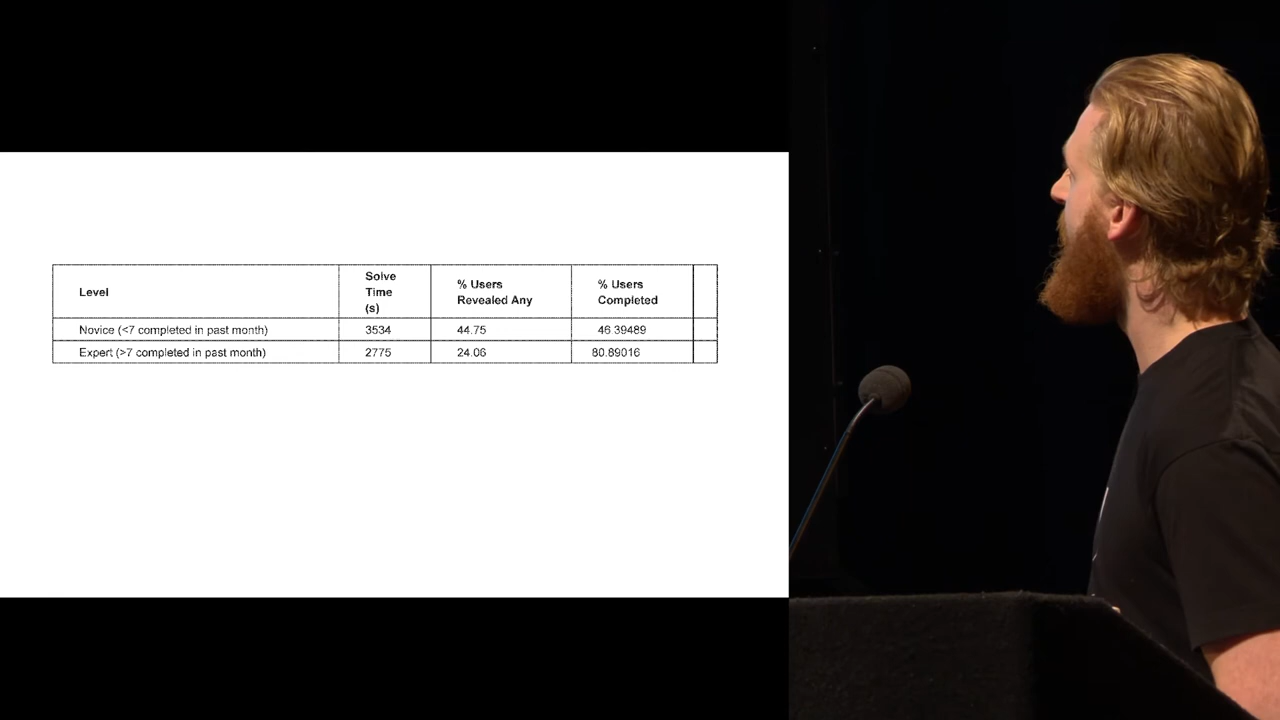 Level
Solve
Time
(s)
% Users
Revealed Any
% Users
Completed
Novice (<7 completed in past month) 3534 44.75 46.39489
Expert (>7 completed in past month) 2775 24.06 80.89016